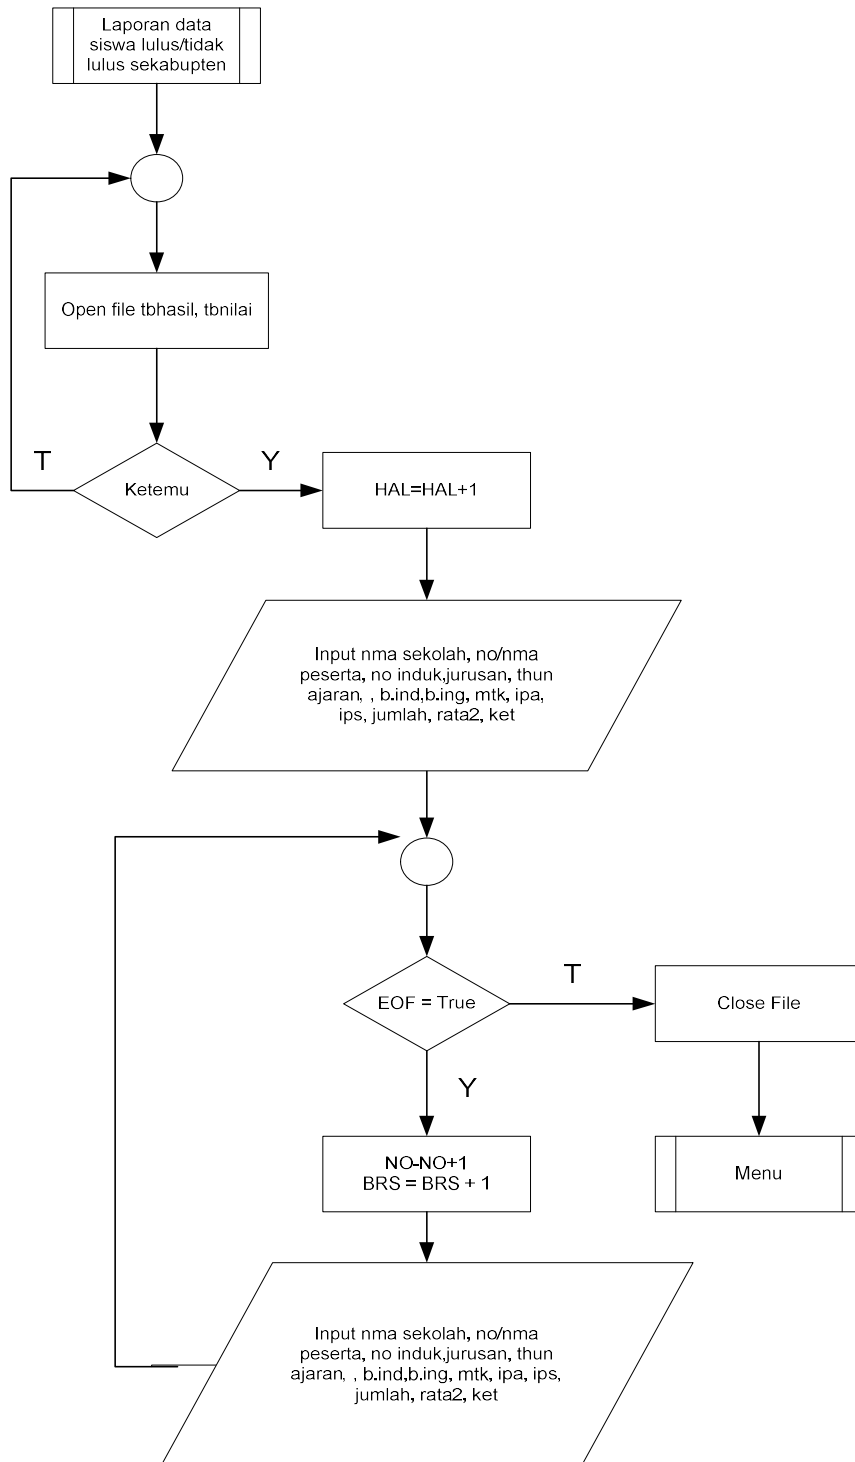 Laporan data
siswa lulus/tidak
lulus sekabupten
Open file tbhasil, tbnilai
T
Y
Ketemu
HAL=HAL+1
Input nma sekolah, no/nma
peserta, no induk,jurusan, thun
ajaran, , b.ind,b.ing, mtk, ipa,
ips, jumlah, rata2, ket
EOF = True
T
Close File
Y
NO-NO+1
BRS = BRS + 1
Menu
Input nma sekolah, no/nma
peserta, no induk,jurusan, thun
ajaran, , b.ind,b.ing, mtk, ipa, ips,
jumlah, rata2, ket